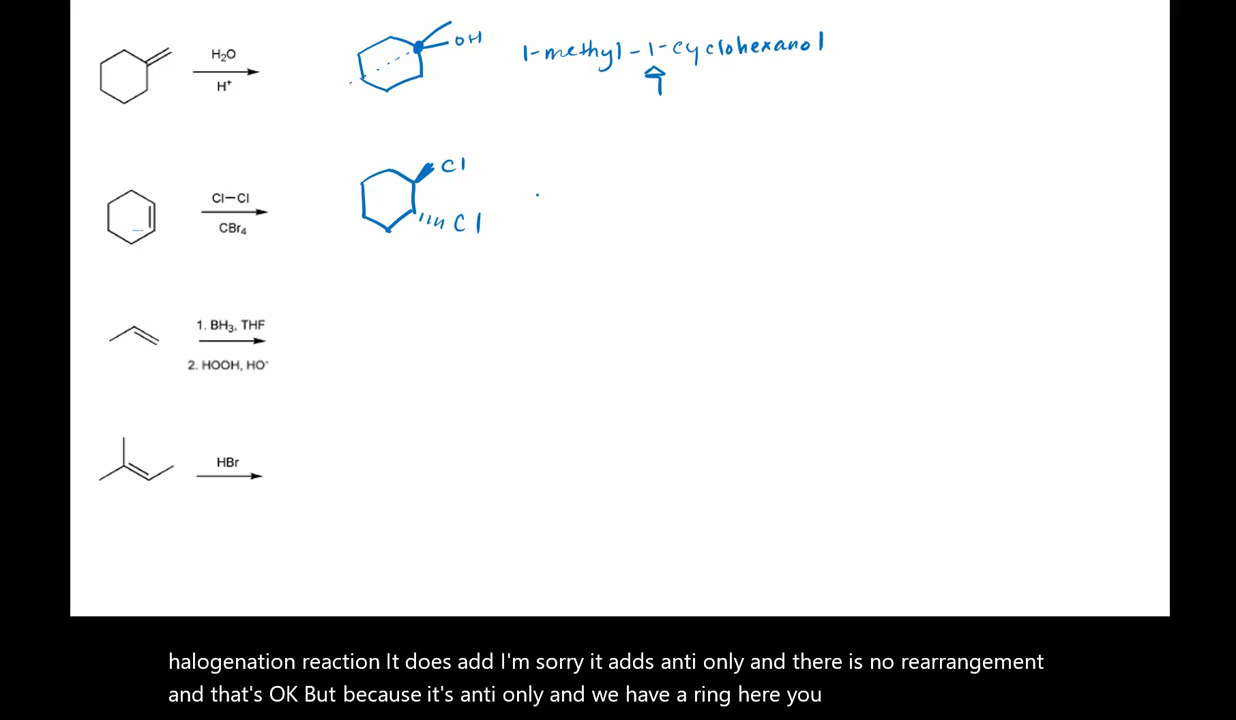 H₂O
H⁺
OH
1-methyl-1-cyclohexanol
Cl—Cl
CBr₄
Cl
Cl
1. BH₃, THF
2. HOOH, HO⁻
HBr
halogenation reaction It does add I'm sorry it adds anti only and there is no rearrangement
and that's OK But because it's anti only and we have a ring here you